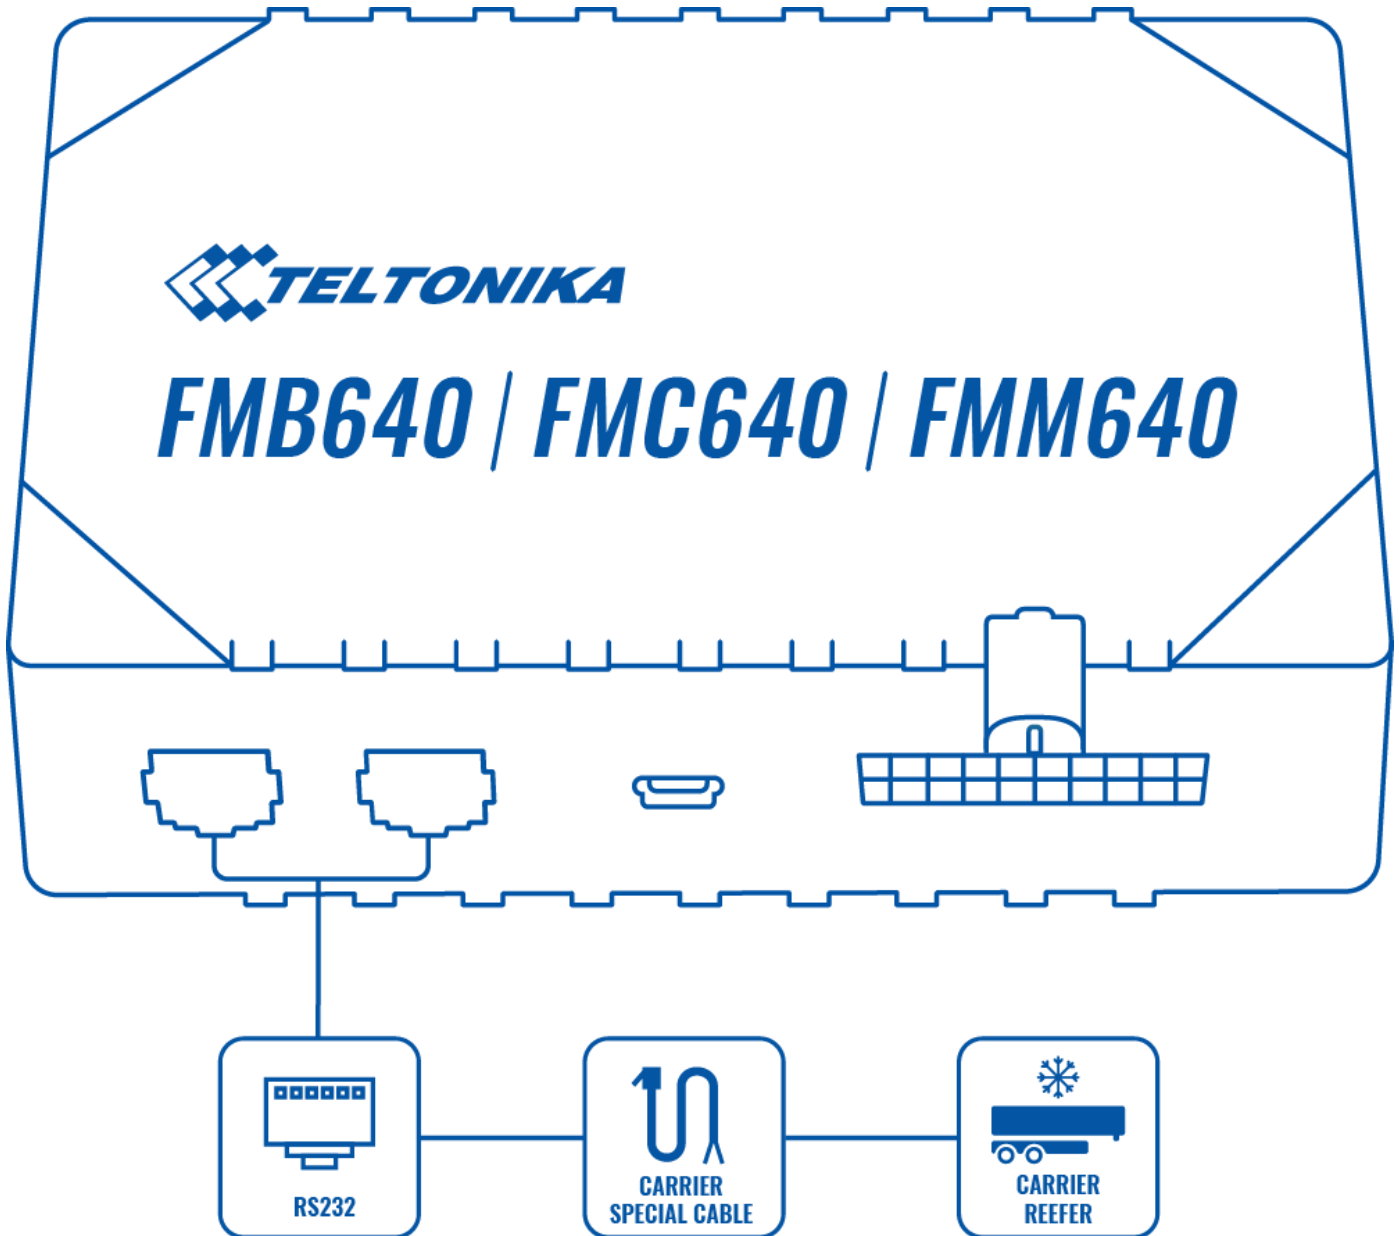 TELTONIKA
FMB640 / FMC640 / FMM640
RS232
CARRIER
SPECIAL CABLE
CARRIER
REEFER